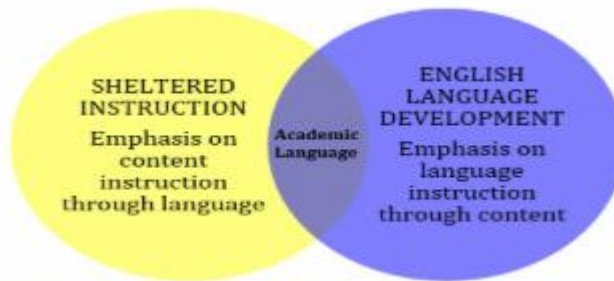 SHELTERED
INSTRUCTION
Emphasis on
content
instruction
through language
Academic
Language
ENGLISH
LANGUAGE
DEVELOPMENT
Emphasis on
language
instruction
through content